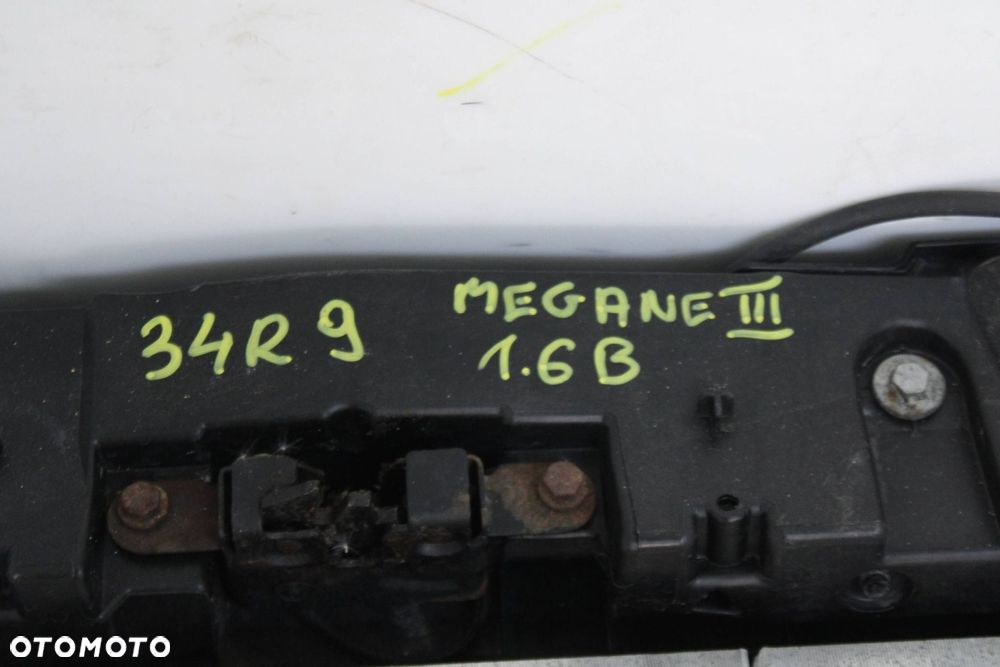 34R9
MEGANE III
1.6B
OTOMOTO